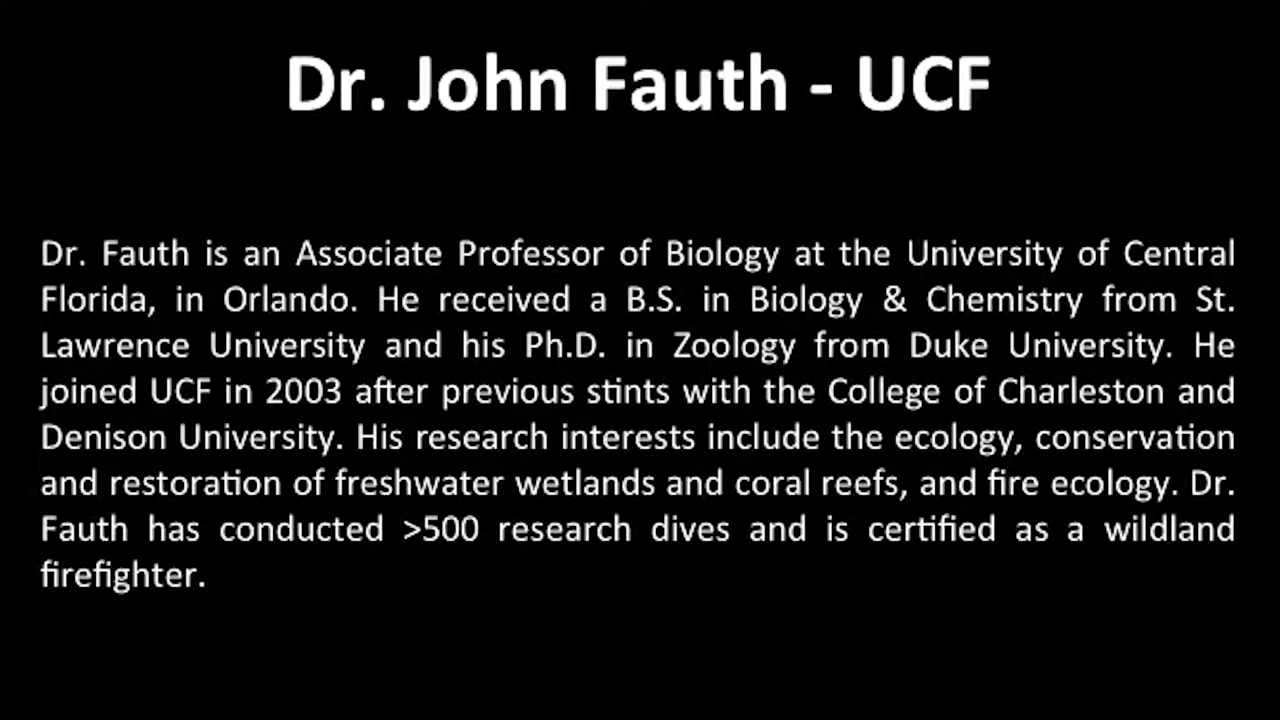 Dr. John Fauth - UCF
Dr. Fauth is an Associate Professor of Biology at the University of Central
Florida, in Orlando. He received a B.S. in Biology & Chemistry from St.
Lawrence University and his Ph.D. in Zoology from Duke University. He
joined UCF in 2003 after previous stints with the College of Charleston and
Denison University. His research interests include the ecology, conservation
and restoration of freshwater wetlands and coral reefs, and fire ecology. Dr.
Fauth has conducted >500 research dives and is certified as a wildland
firefighter.